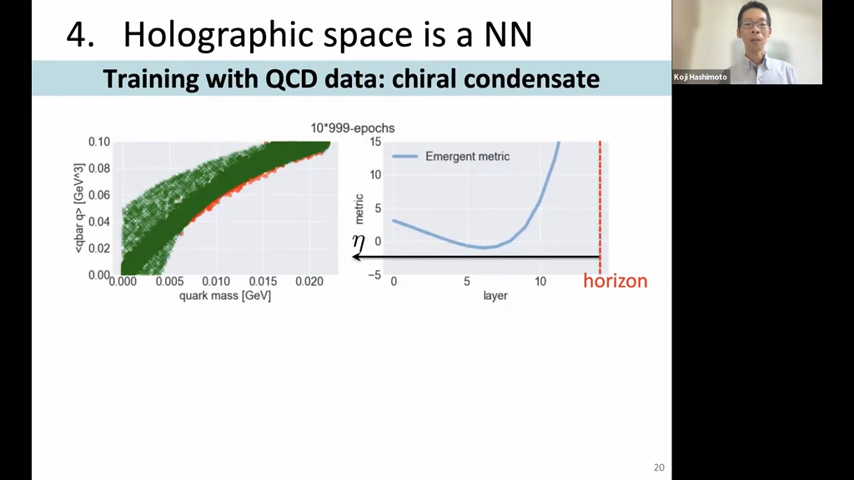 4. Holographic space is a NN
Koji Hashimoto
Training with QCD data: chiral condensate
10*999-epochs
0.10
0.08
0.06
0.04
0.02
0.00
<qbar q> [GeV^3]
0.000
0.005
0.010
0.015
0.020
quark mass [GeV]
15
10
5
0
−5
metric
Emergent metric
η
0
5
10
layer
horizon
20